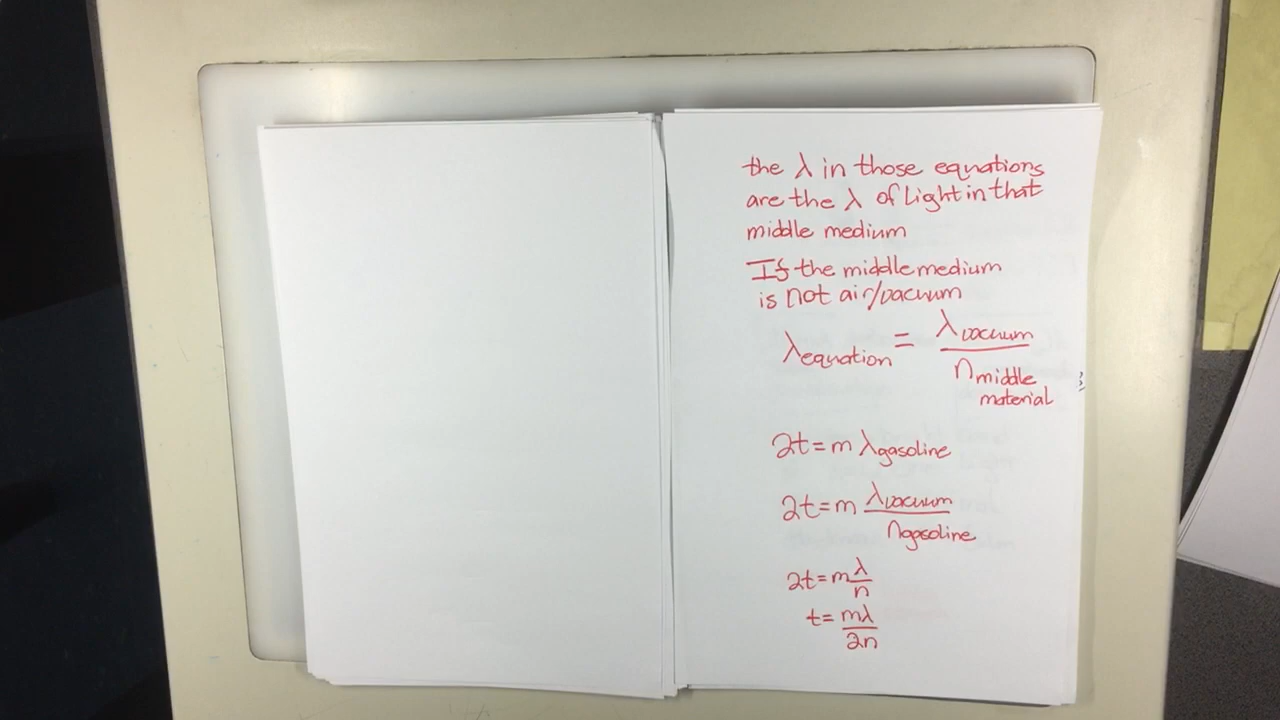 the λ in those equations
are the λ of light in that
middle medium
If the middle medium
is not air/vacuum
λequation = λvacuum / nmiddle material
2t = m λgasoline
2t = m λvacuum / ngasoline
2t = m λ/n
t = mλ/2n